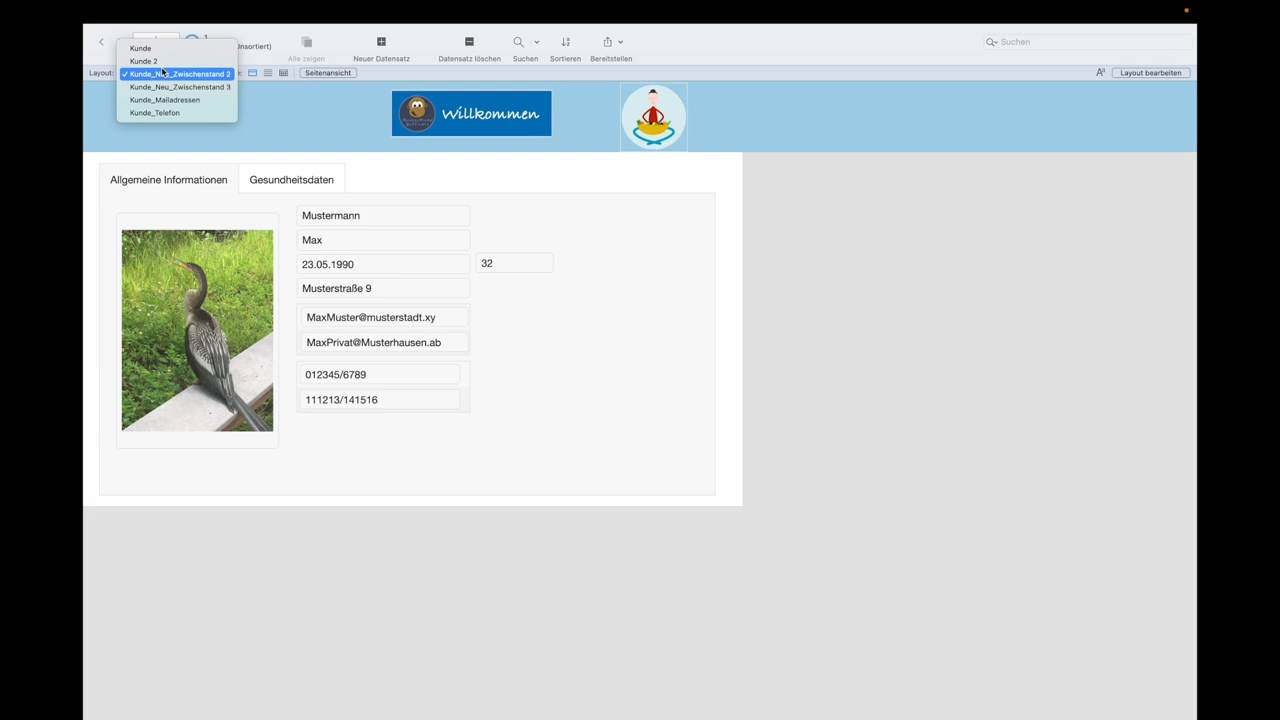 1
Unsortiert)
Alle zeigen
Neuer Datensatz
Datensatz löschen
Suchen
Sortieren
Bereitstellen
Suchen
Kunde
Kunde 2
Kunde_Neu_Zwischenstand 2
Kunde_Neu_Zwischenstand 3
Kunde_Mailadressen
Kunde_Telefon
Layout:
Seitenansicht
Layout bearbeiten
Willkommen
Allgemeine Informationen
Gesundheitsdaten
Mustermann
Max
23.05.1990
32
Musterstraße 9
MaxMuster@musterstadt.xy
MaxPrivat@Musterhausen.ab
012345/6789
111213/141516